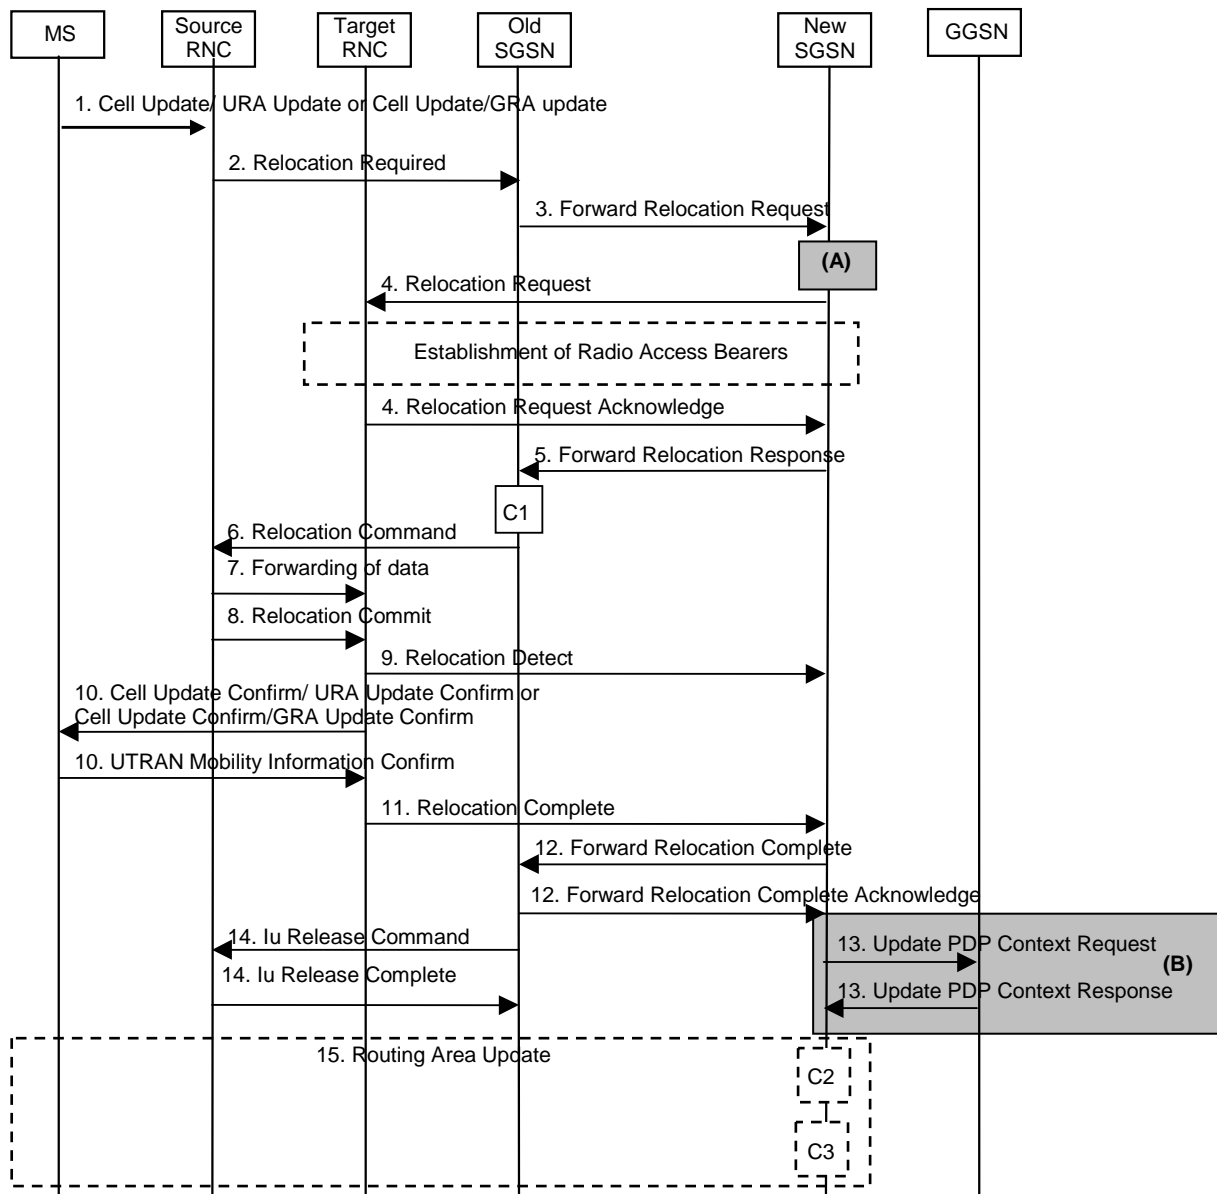 MS
Source
RNC
Target
RNC
Old
SGSN
New
SGSN
GGSN
1. Cell Update/ URA Update or Cell Update/GRA update
2. Relocation Required
3. Forward Relocation Request
(A)
4. Relocation Request
Establishment of Radio Access Bearers
4. Relocation Request Acknowledge
5. Forward Relocation Response
C1
6. Relocation Command
7. Forwarding of data
8. Relocation Commit
9. Relocation Detect
10. Cell Update Confirm/ URA Update Confirm or
Cell Update Confirm/GRA Update Confirm
10. UTRAN Mobility Information Confirm
11. Relocation Complete
12. Forward Relocation Complete
12. Forward Relocation Complete Acknowledge
14. Iu Release Command
13. Update PDP Context Request
(B)
14. Iu Release Complete
13. Update PDP Context Response
15. Routing Area Update
C2
C3